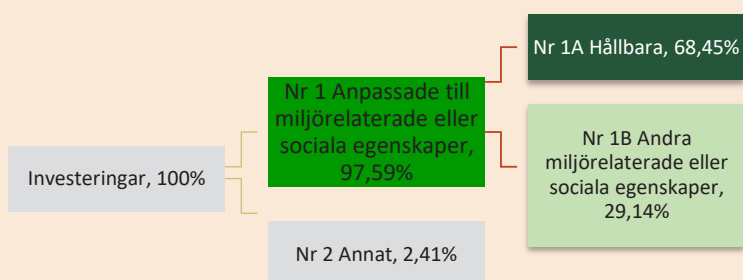 Investeringar, 100%
Nr 1 Anpassade till
miljörelaterade eller
sociala egenskaper,
97,59%
Nr 2 Annat, 2,41%
Nr 1A Hållbara, 68,45%
Nr 1B Andra
miljörelaterade eller
sociala egenskaper,
29,14%